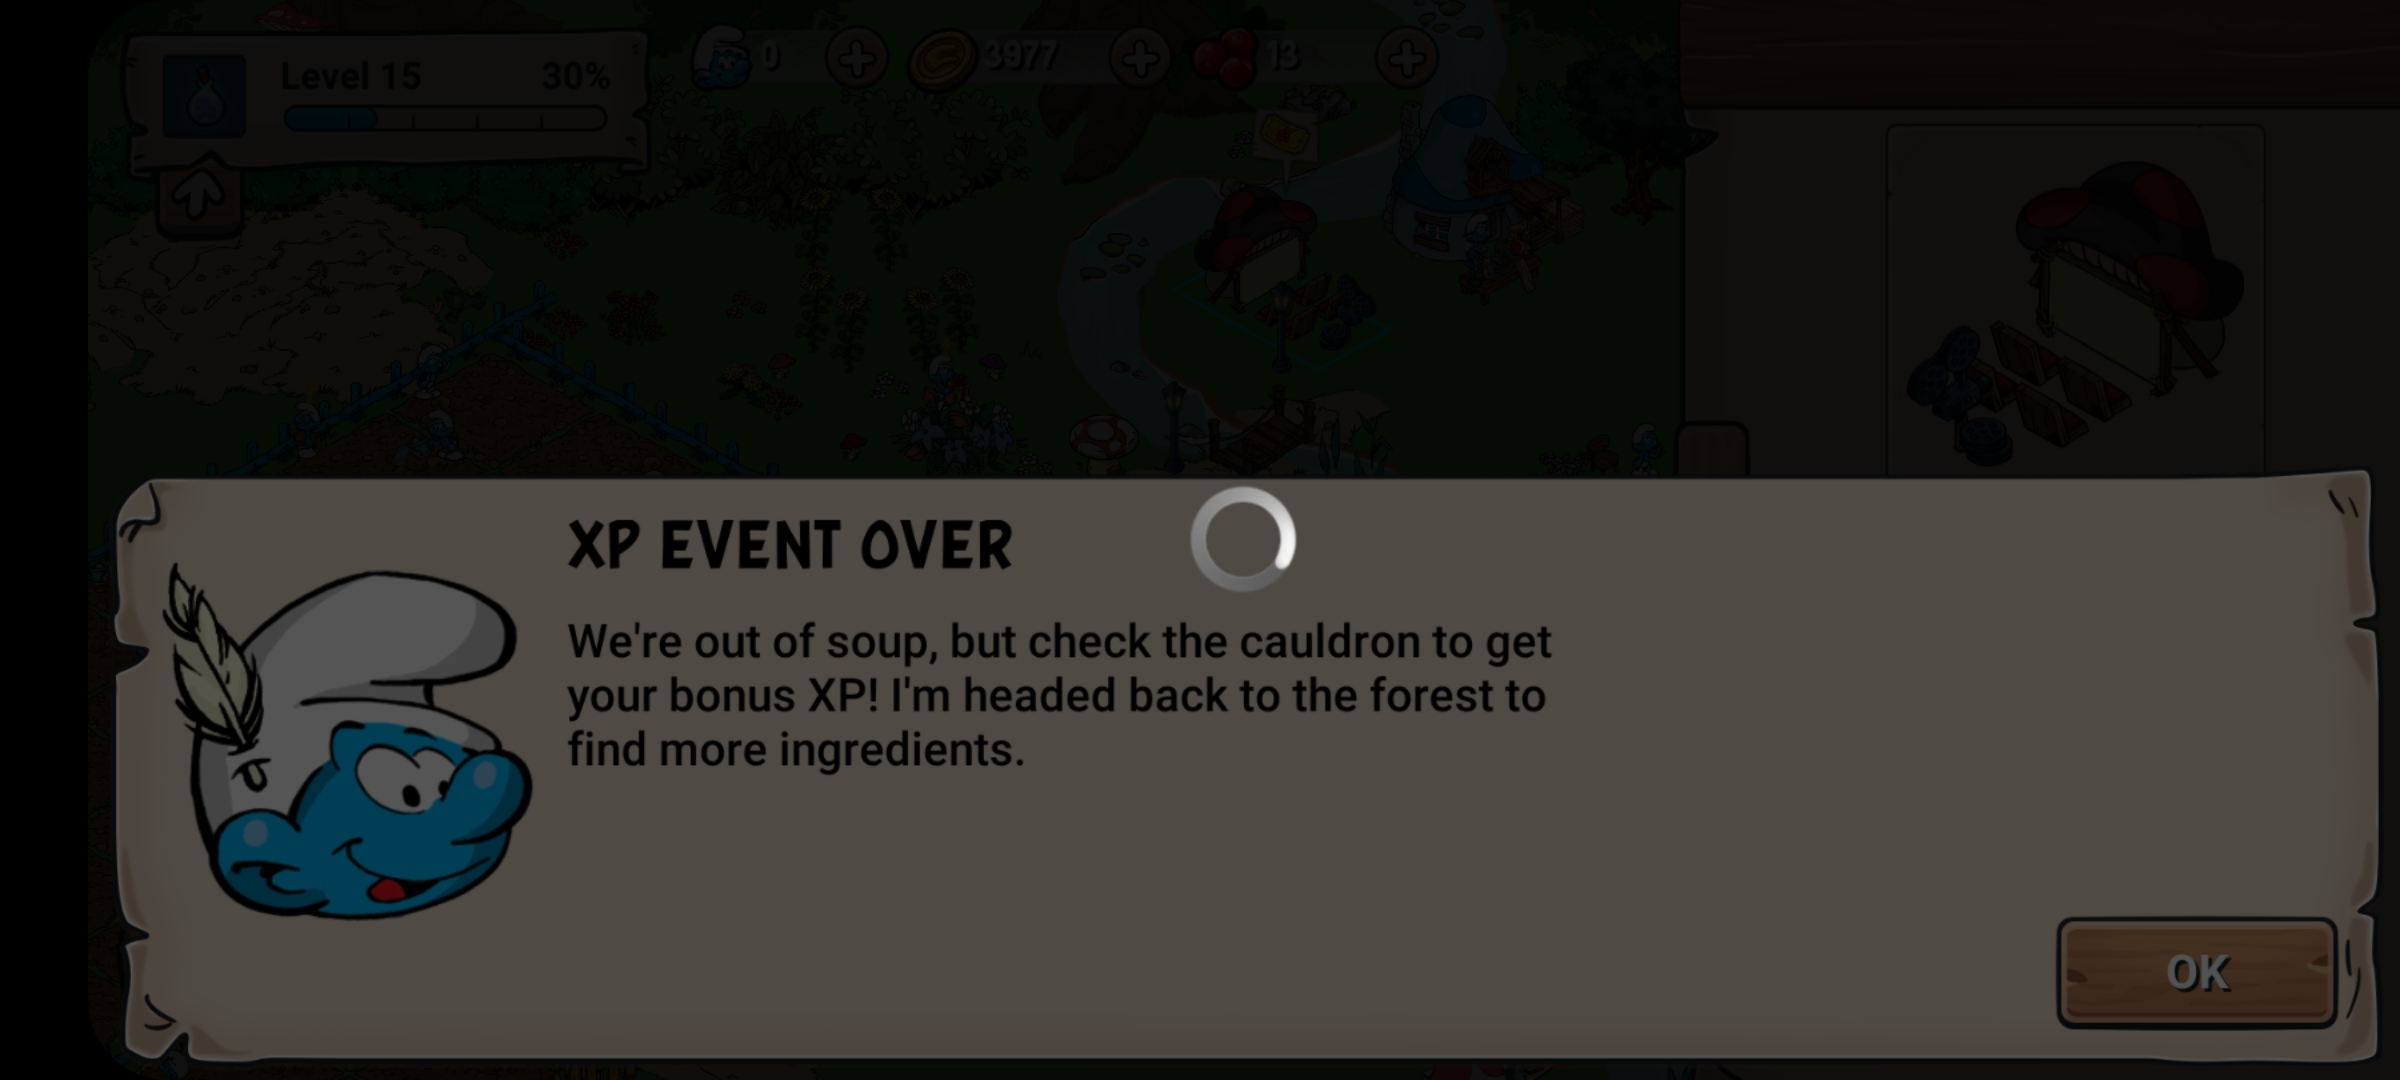 Level 15 30%
0 3977 13
XP EVENT OVER
We're out of soup, but check the cauldron to get
your bonus XP! I'm headed back to the forest to
find more ingredients.
OK